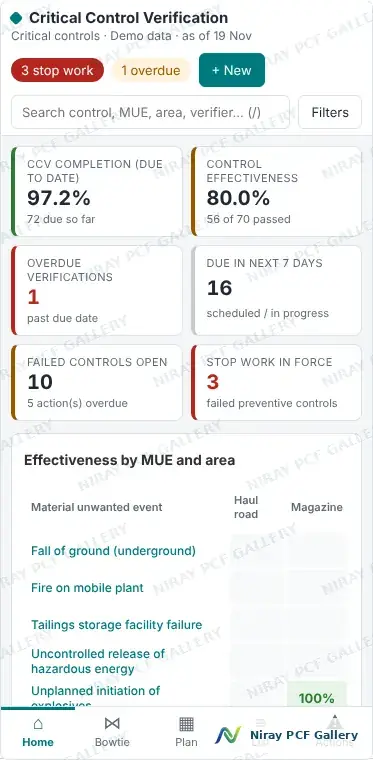 Critical Control Verification
Critical controls · Demo data · as of 19 Nov
3 stop work
1 overdue
+ New
Search control, MUE, area, verifier... (/)
Filters
CCV COMPLETION (DUE TO DATE)
97.2%
72 due so far
CONTROL EFFECTIVENESS
80.0%
56 of 70 passed
OVERDUE VERIFICATIONS
1
past due date
DUE IN NEXT 7 DAYS
16
scheduled / in progress
FAILED CONTROLS OPEN
10
5 action(s) overdue
STOP WORK IN FORCE
3
failed preventive controls
Effectiveness by MUE and area
Material unwanted event
Haul road
Magazine
Fall of ground (underground)
Fire on mobile plant
Tailings storage facility failure
Uncontrolled release of
hazardous energy
Unplanned initiation of
explosives
100%
Home
Bowtie
Plan
Actions
Niray PCF Gallery
NIRAY PCF GALLERY